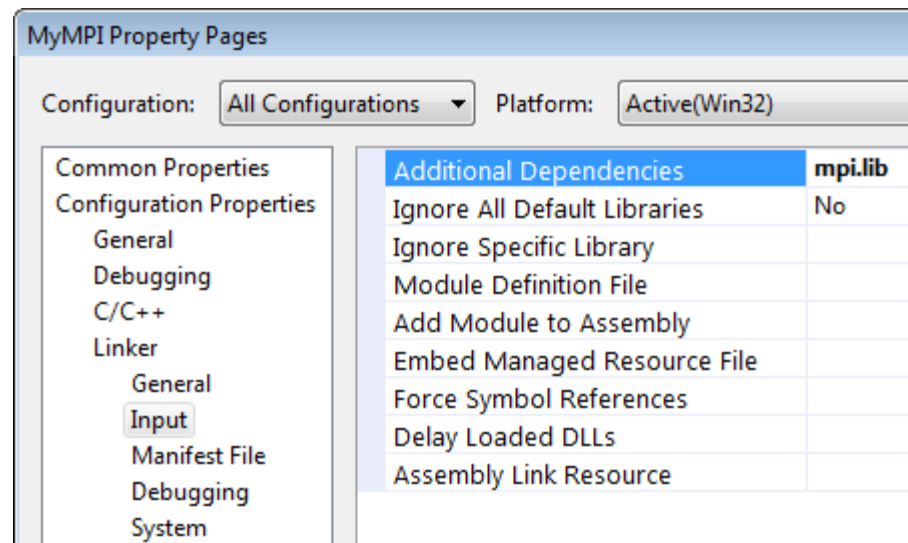 MyMPI Property Pages
Configuration: All Configurations Platform: Active(Win32)
Common Properties
Configuration Properties
General
Debugging
C/C++
Linker
General
Input
Manifest File
Debugging
System
Additional Dependencies mpi.lib
Ignore All Default Libraries No
Ignore Specific Library
Module Definition File
Add Module to Assembly
Embed Managed Resource File
Force Symbol References
Delay Loaded DLLs
Assembly Link Resource